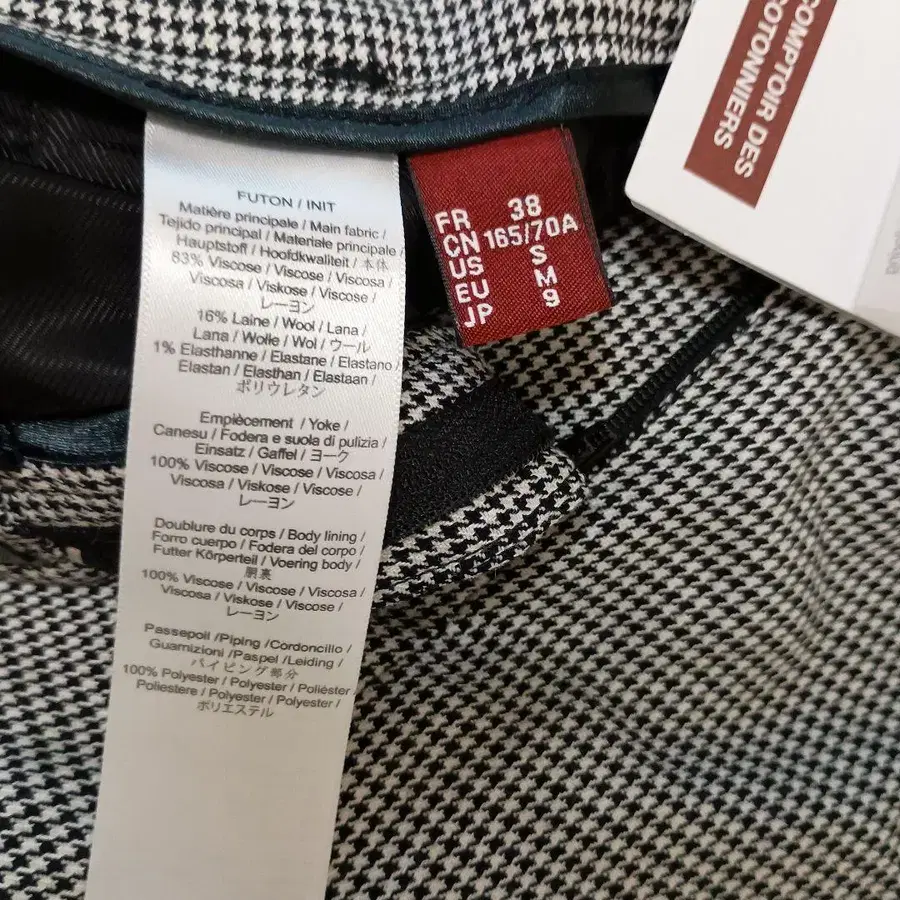 FUTON / INIT
Matière principale / Main fabric /
Tejido principal / Materiale principale /
Hauptstoff / Hoofdkwaliteit / 本体
83% Viscose / Viscose / Viscosa /
Viscosa / Viskose / Viscose /
レーヨン
16% Laine / Wool / Lana /
Lana / Wolle / Wol / ウール
1% Elasthanne / Elastane / Elastano /
Elastan / Elasthan / Elastaan /
ポリウレタン
Empiècement / Yoke /
Canesu / Fodera e suola di pulizia /
Einsatz / Gaffel / ヨーク
100% Viscose / Viscose / Viscosa /
Viscosa / Viskose / Viscose /
レーヨン
Doublure du corps / Body lining /
Forro cuerpo / Fodera del corpo /
Futter Körperteil / Voering body /
胴裏
100% Viscose / Viscose / Viscosa /
Viscosa / Viskose / Viscose /
レーヨン
Passepoil /Piping /Cordoncillo /
Guarnizioni /Paspel /Leiding /
パイピング部分
100% Polyester / Polyester / Poliéster /
Poliestere / Polyester / Polyester /
ポリエステル
FR 38
CN 165/70A
US S
EU M
JP 9
COMPTOIR DES
COTONNIERS